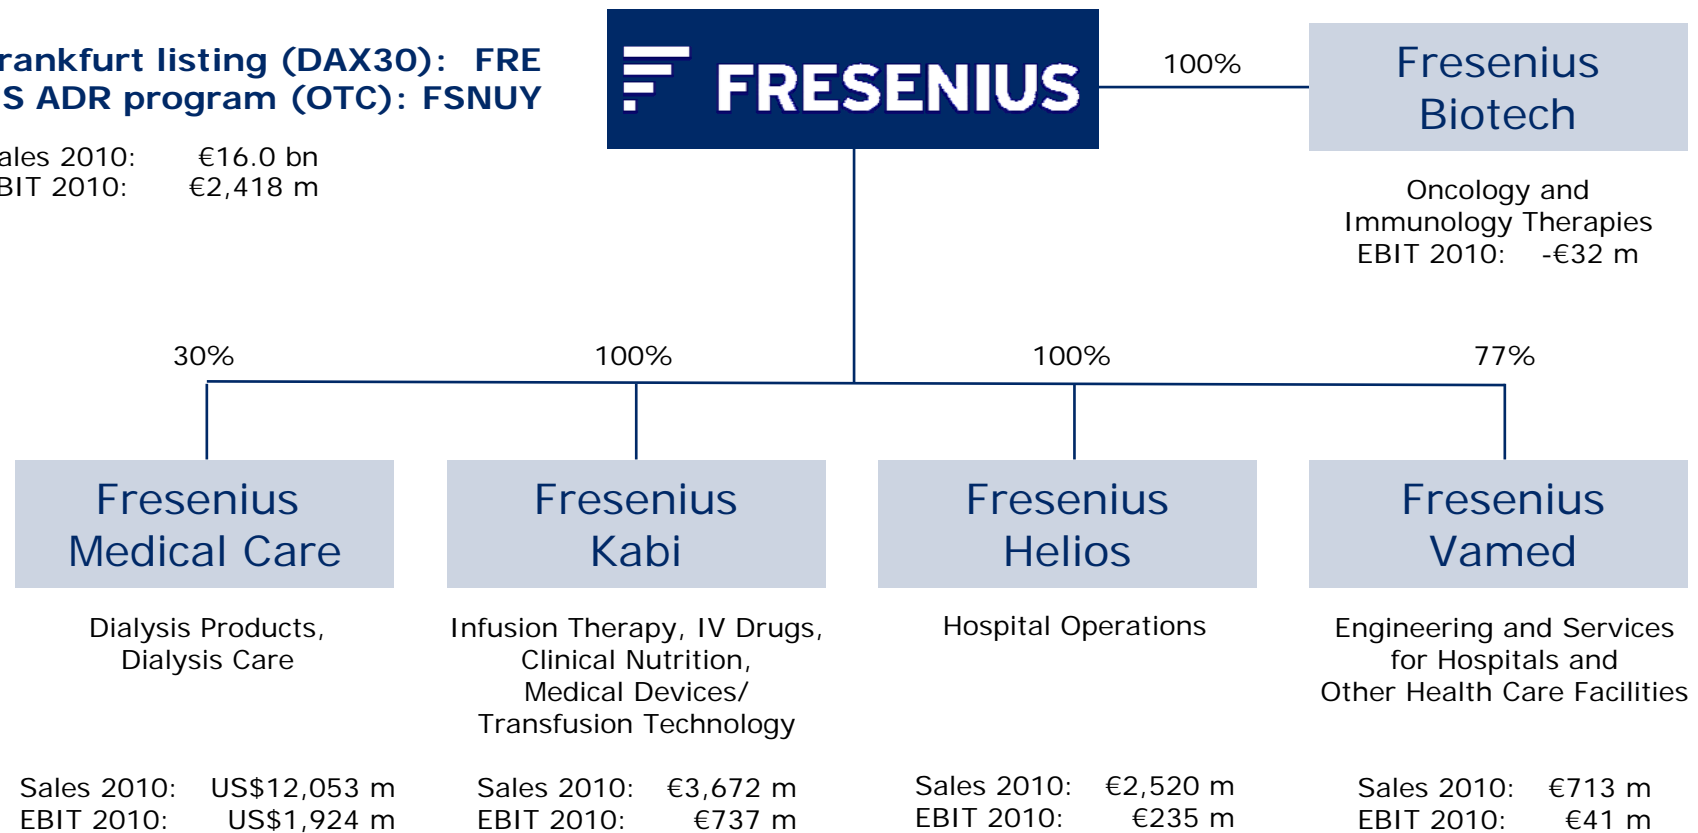 rankfurt listing (DAX30): FRE
S ADR program (OTC): FSNUY
ales 2010: €16.0 bn
BIT 2010: €2,418 m
FRESENIUS
100%
Fresenius
Biotech
Oncology and
Immunology Therapies
EBIT 2010: -€32 m
30%
100%
100%
77%
Fresenius
Medical Care
Dialysis Products,
Dialysis Care
Sales 2010: US$12,053 m
EBIT 2010: US$1,924 m
Fresenius
Kabi
Infusion Therapy, IV Drugs,
Clinical Nutrition,
Medical Devices/
Transfusion Technology
Sales 2010: €3,672 m
EBIT 2010: €737 m
Fresenius
Helios
Hospital Operations
Sales 2010: €2,520 m
EBIT 2010: €235 m
Fresenius
Vamed
Engineering and Services
for Hospitals and
Other Health Care Facilities
Sales 2010: €713 m
EBIT 2010: €41 m